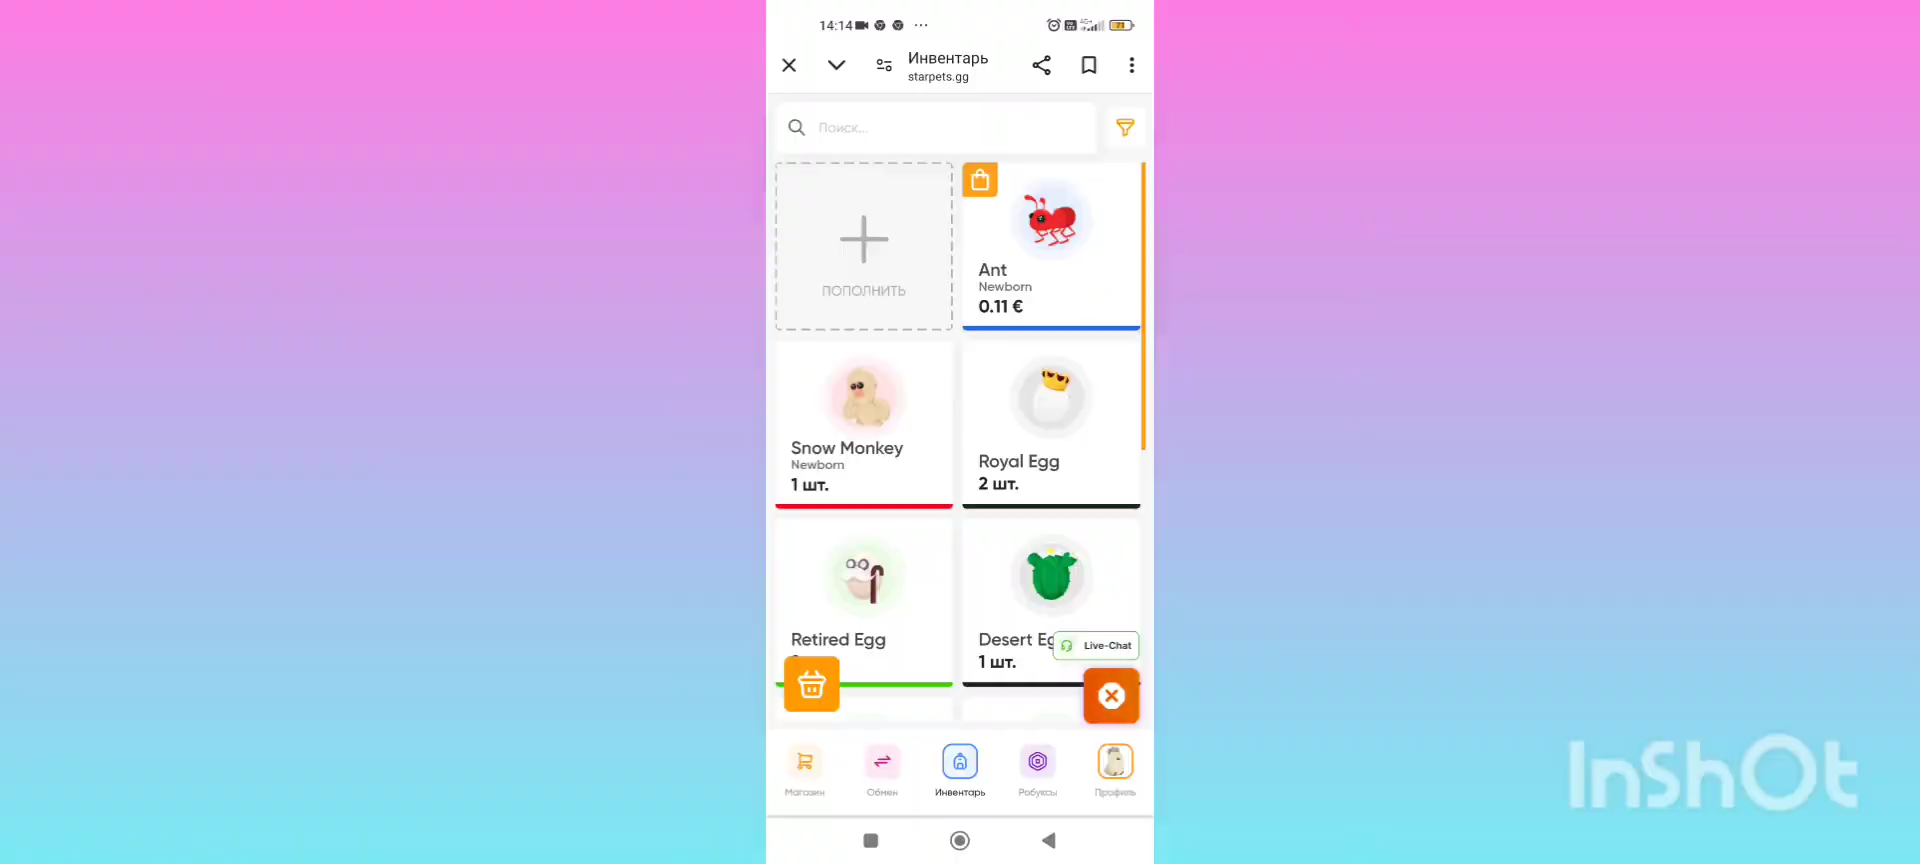 14:14
71
Инвентарь
starpets.gg
Поиск...
ПОПОЛНИТЬ
Ant
Newborn
0.11 €
Snow Monkey
Newborn
1 шт.
Royal Egg
2 шт.
Retired Egg
Desert Eg
1 шт.
Live-Chat
Магазин
Обмен
Инвентарь
Робуксы
Профиль
InShOt